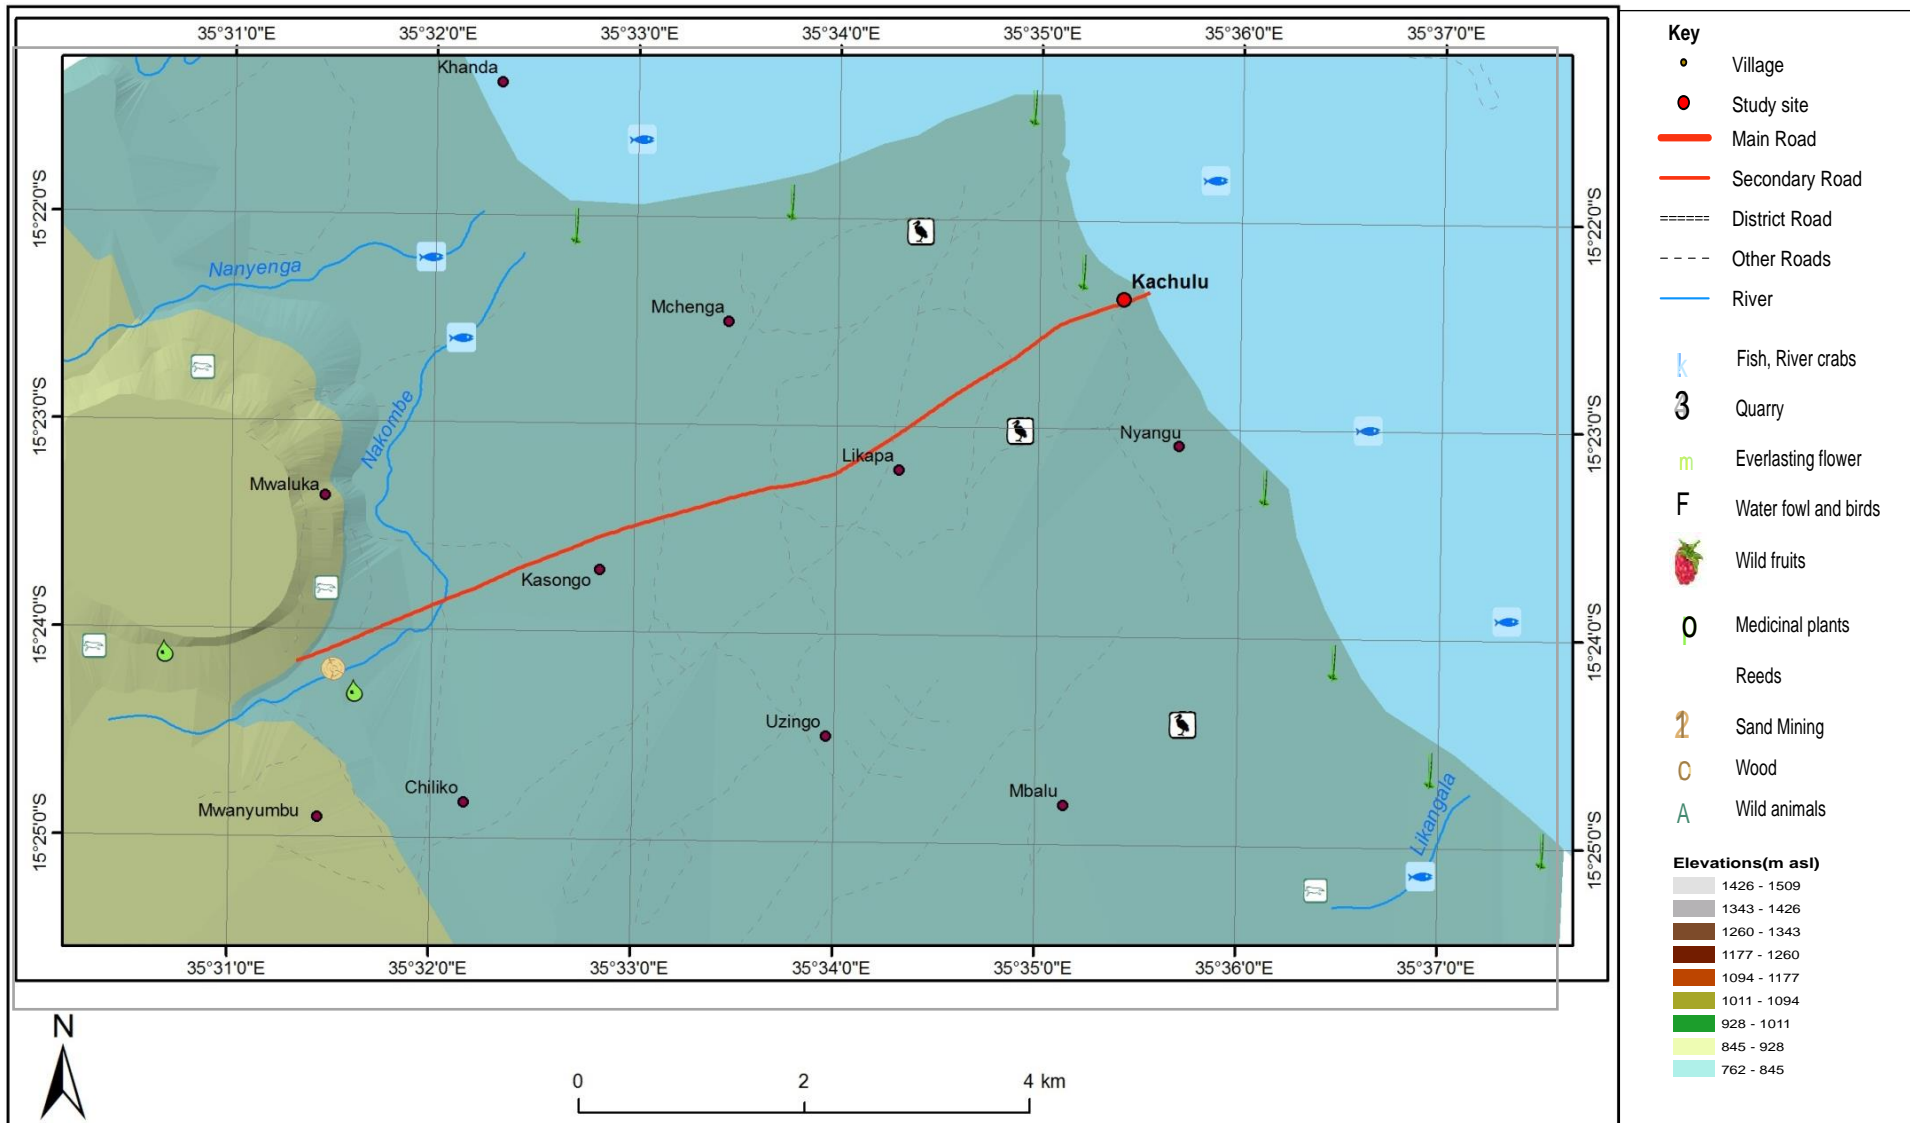 35°31'0"E 35°32'0"E 35°33'0"E 35°34'0"E 35°35'0"E 35°36'0"E 35°37'0"E
Khanda
15°22'0"S
15°22'0"S
Nanyenga
Kachulu
Mchenga
15°23'0"S
15°23'0"S
Nakombe
Nyangu
Likapa
Mwaluka
Kasongo
15°24'0"S
15°24'0"S
Uzingo
Chiliko
Mbalu
Mwanyumbu
Likangala
15°25'0"S
15°25'0"S
35°31'0"E 35°32'0"E 35°33'0"E 35°34'0"E 35°35'0"E 35°36'0"E 35°37'0"E
N
0 2 4 km
Key
Village
Study site
Main Road
Secondary Road
District Road
Other Roads
River
k Fish, River crabs
3 Quarry
m Everlasting flower
F Water fowl and birds
Wild fruits
p Medicinal plants
Reeds
Sand Mining
C Wood
A Wild animals
Elevations(m asl)
1426 - 1509
1343 - 1426
1260 - 1343
1177 - 1260
1094 - 1177
1011 - 1094
928 - 1011
845 - 928
762 - 845